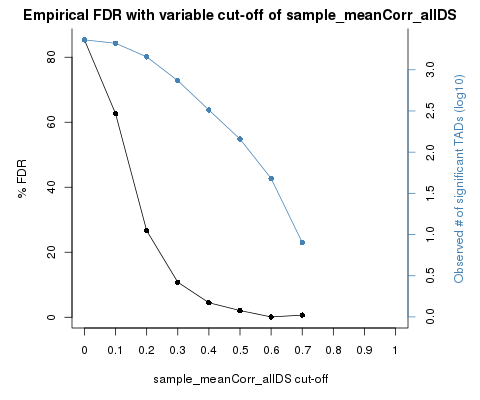 Empirical FDR with variable cut-off of sample_meanCorr_allDS
% FDR
80
60
40
20
0
3.0
2.5
2.0
1.5
1.0
0.5
0.0
Observed # of significant TADs (log10)
0 0.1 0.2 0.3 0.4 0.5 0.6 0.7 0.8 0.9 1
sample_meanCorr_allDS cut-off